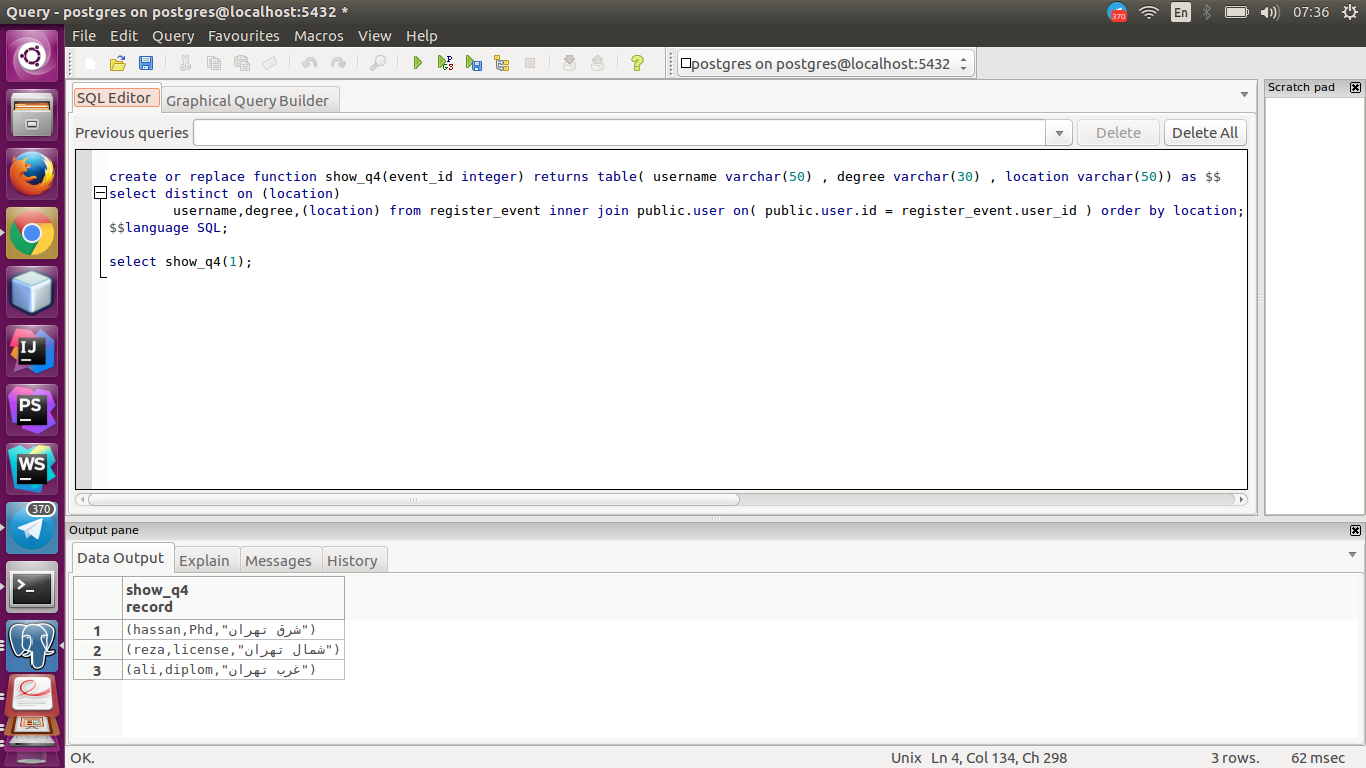 Query - postgres on postgres@localhost:5432 *
370
En
07:36
File Edit Query Favourites Macros View Help
postgres on postgres@localhost:5432
SQL Editor
Graphical Query Builder
Scratch pad
Previous queries
Delete
Delete All
create or replace function show_q4(event_id integer) returns table( username varchar(50) , degree varchar(30) , location varchar(50)) as $$
select distinct on (location)
username,degree,(location) from register_event inner join public.user on( public.user.id = register_event.user_id ) order by location;
$$language SQL;
select show_q4(1);
IJ
PS
WS
370
Output pane
Data Output
Explain
Messages
History
show_q4
record
1 (hassan,Phd,"شرق تهران")
2 (reza,license,"شمال تهران")
3 (ali,diplom,"غرب تهران")
OK.
Unix
Ln 4, Col 134, Ch 298
3 rows.
62 msec